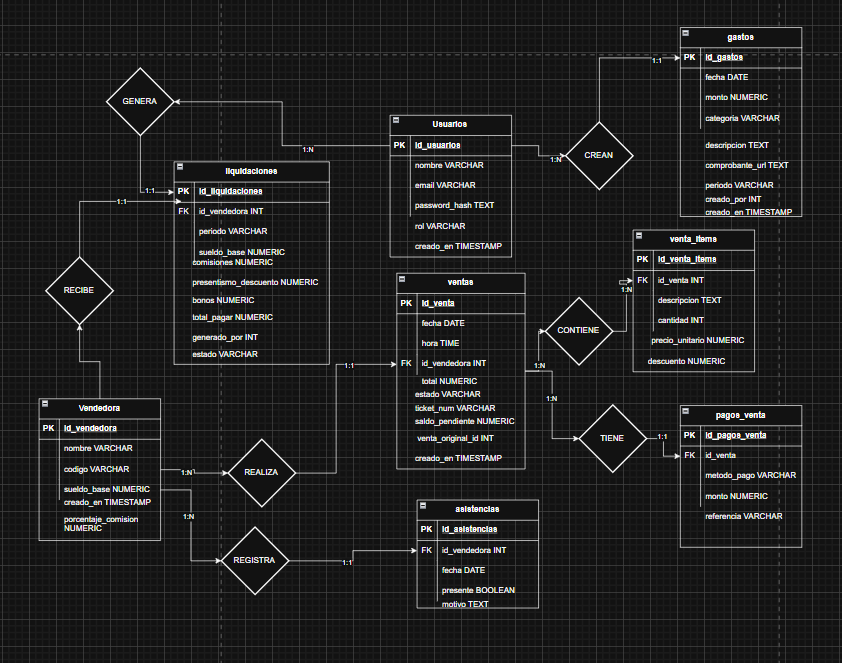 gastos
PK id_gastos
fecha DATE
monto NUMERIC
categoria VARCHAR
descripcion TEXT
comprobante_url TEXT
periodo VARCHAR
creado_por INT
creado_en TIMESTAMP
1:1
GENERA
1:N
1:1
Usuarios
PK id_usuarios
nombre VARCHAR
email VARCHAR
password_hash TEXT
rol VARCHAR
creado_en TIMESTAMP
1:N
CREAN
liquidaciones
PK id_liquidaciones
FK id_vendedora INT
periodo VARCHAR
sueldo_base NUMERIC
comisiones NUMERIC
presentismo_descuento NUMERIC
bonos NUMERIC
total_pagar NUMERIC
generado_por INT
estado VARCHAR
1:1
RECIBE
venta_items
PK id_venta_items
FK id_venta INT
descripcion TEXT
cantidad INT
precio_unitario NUMERIC
descuento NUMERIC
1:N
CONTIENE
1:N
ventas
PK id_venta
fecha DATE
hora TIME
FK id_vendedora INT
total NUMERIC
estado VARCHAR
ticket_num VARCHAR
saldo_pendiente NUMERIC
venta_original_id INT
creado_en TIMESTAMP
1:1
1:N
TIENE
1:1
pagos_venta
PK id_pagos_venta
FK id_venta
metodo_pago VARCHAR
monto NUMERIC
referencia VARCHAR
Vendedora
PK id_vendedora
nombre VARCHAR
codigo VARCHAR
sueldo_base NUMERIC
creado_en TIMESTAMP
porcentaje_comision
NUMERIC
1:N
REALIZA
1:N
REGISTRA
1:1
asistencias
PK id_asistencias
FK id_vendedora INT
fecha DATE
presente BOOLEAN
motivo TEXT